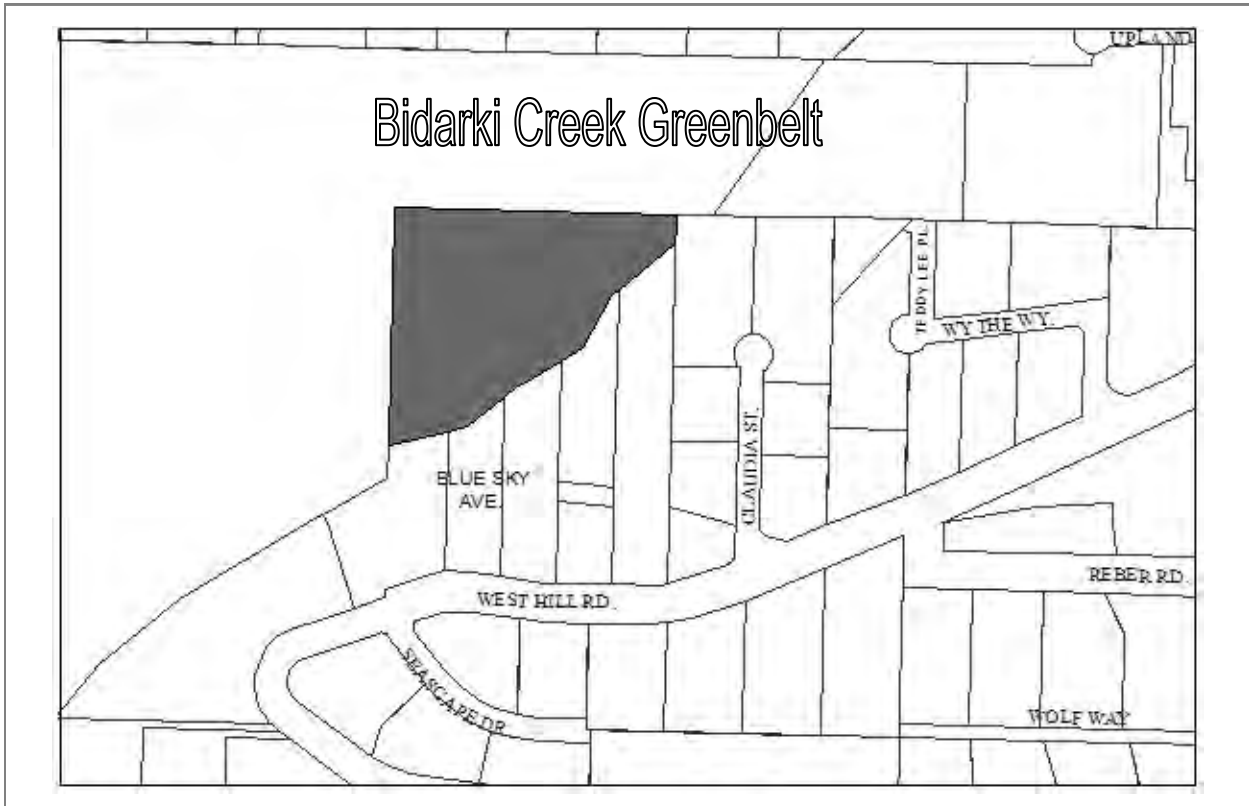 UPLAND
Bidarki Creek Greenbelt
TEDDY LEE PL.
WYTHE WY.
CLAUDIA ST.
BLUE SKY
AVE.
REBER RD.
WEST HILL RD.
SEASCAPE DR
WOLF WAY